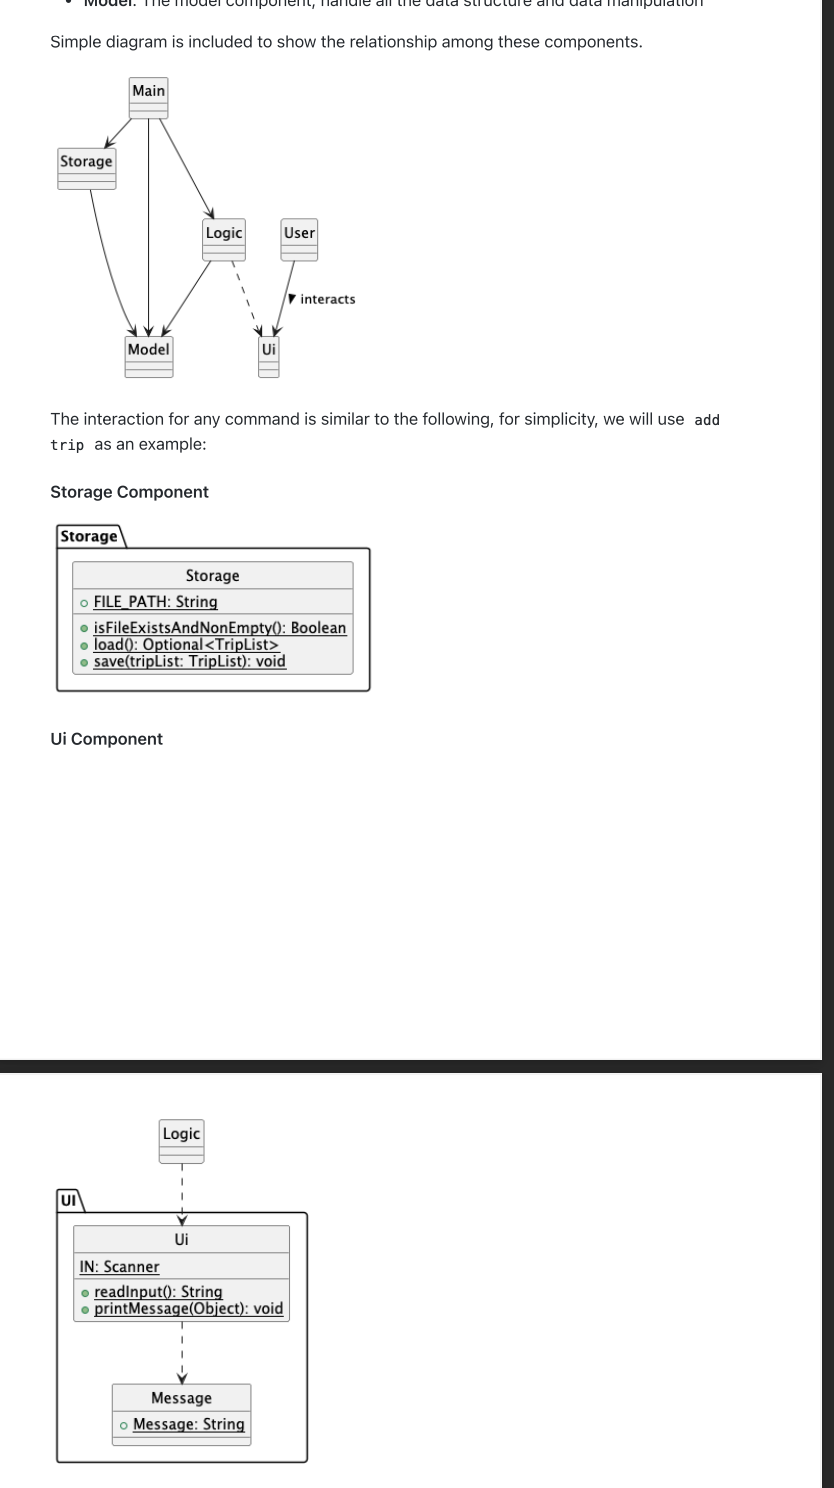 • Model: The model component, handle all the data structure and data manipulation
Simple diagram is included to show the relationship among these components.
Main
Storage
Logic
User
interacts
Model
Ui
The interaction for any command is similar to the following, for simplicity, we will use add
trip as an example:
Storage Component
Storage
Storage
FILE_PATH: String
isFileExistsAndNonEmpty(): Boolean
load(): Optional<TripList>
save(tripList: TripList): void
Ui Component
Logic
UI
Ui
IN: Scanner
readInput(): String
printMessage(Object): void
Message
Message: String